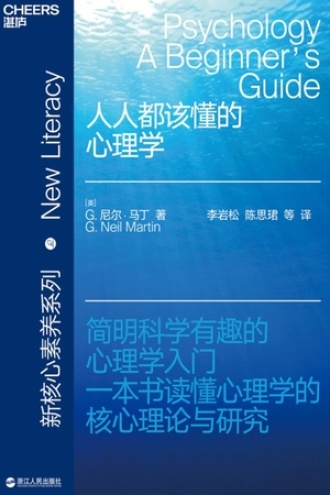 CHEERS
湛庐
Psychology
A Beginner's
Guide
人人都该懂的
心理学
[英]
G. 尼尔·马丁 著
G. Neil Martin
李岩松 陈思珺 等 译
新核心素养系列
New Literacy
简明科学有趣的
心理学入门
一本书读懂心理学的
核心理论与研究
浙江人民出版社